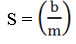 S = (b/m)